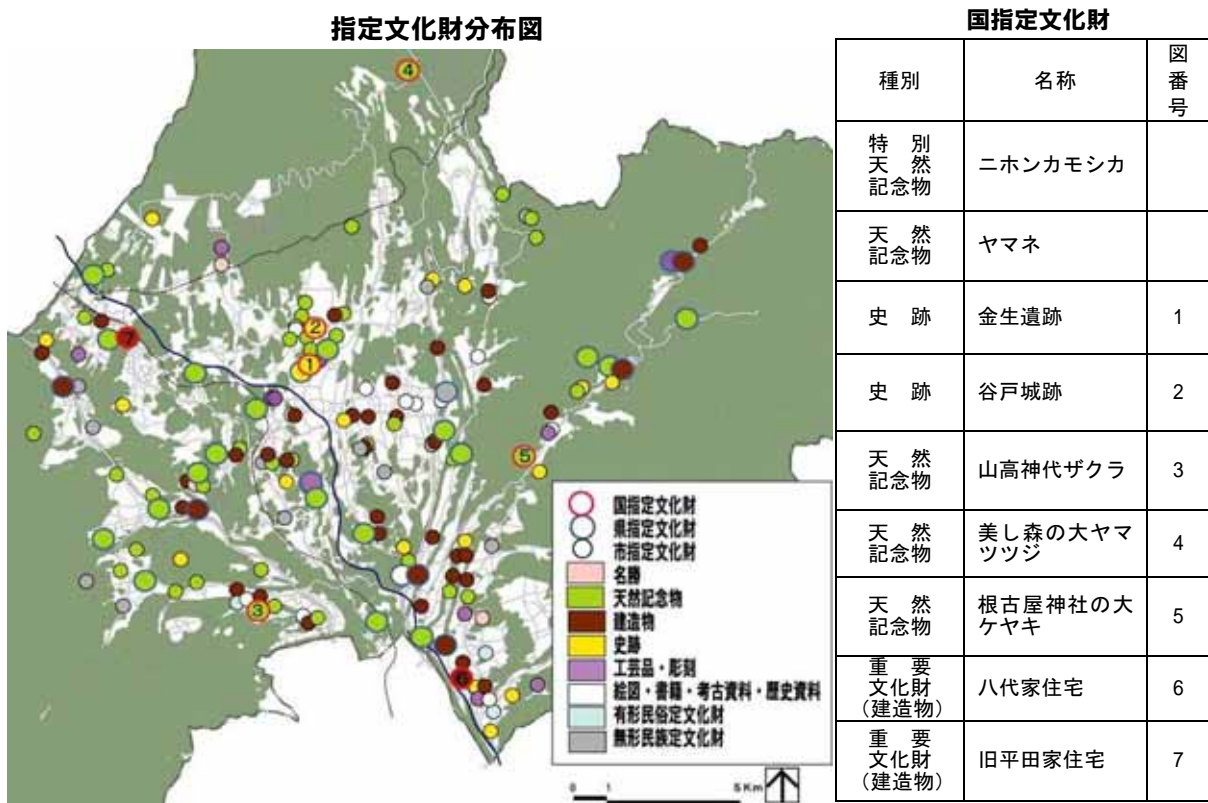 指定文化財分布図
4
2
7
1
5
3
6
国指定文化財
県指定文化財
市指定文化財
名勝
天然記念物
建造物
史跡
工芸品・彫刻
絵図・書籍・考古資料・歴史資料
有形民俗定文化財
無形民族定文化財
0 1 5Km
国指定文化財
種別 名称 図番号
特別天然記念物 ニホンカモシカ
天然記念物 ヤマネ
史跡 金生遺跡 1
史跡 谷戸城跡 2
天然記念物 山高神代ザクラ 3
天然記念物 美し森の大ヤマツツジ 4
天然記念物 根古屋神社の大ケヤキ 5
重要文化財(建造物) 八代家住宅 6
重要文化財(建造物) 旧平田家住宅 7